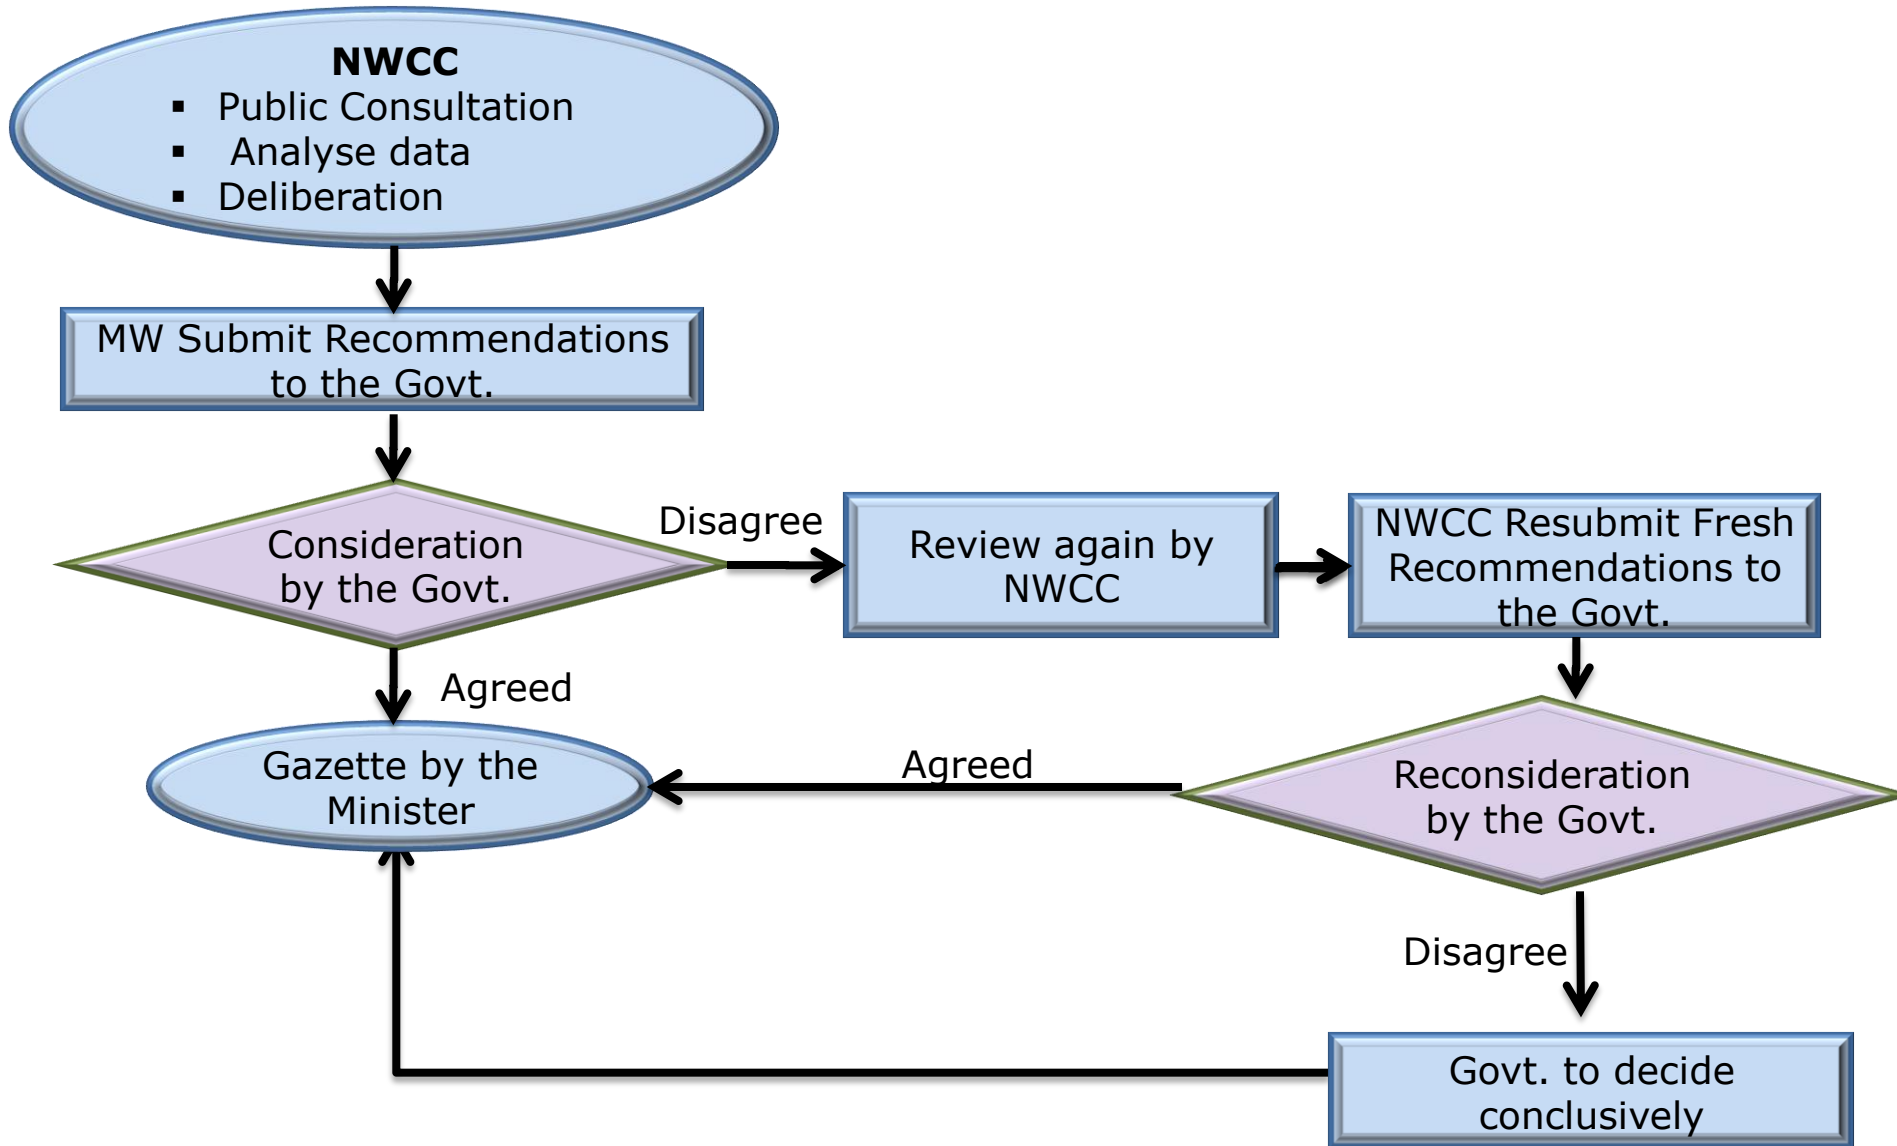 NWCC
▪ Public Consultation
▪ Analyse data
▪ Deliberation
MW Submit Recommendations
to the Govt.
Consideration
by the Govt.
Disagree
Review again by
NWCC
NWCC Resubmit Fresh
Recommendations to
the Govt.
Agreed
Gazette by the
Minister
Agreed
Reconsideration
by the Govt.
Disagree
Govt. to decide
conclusively